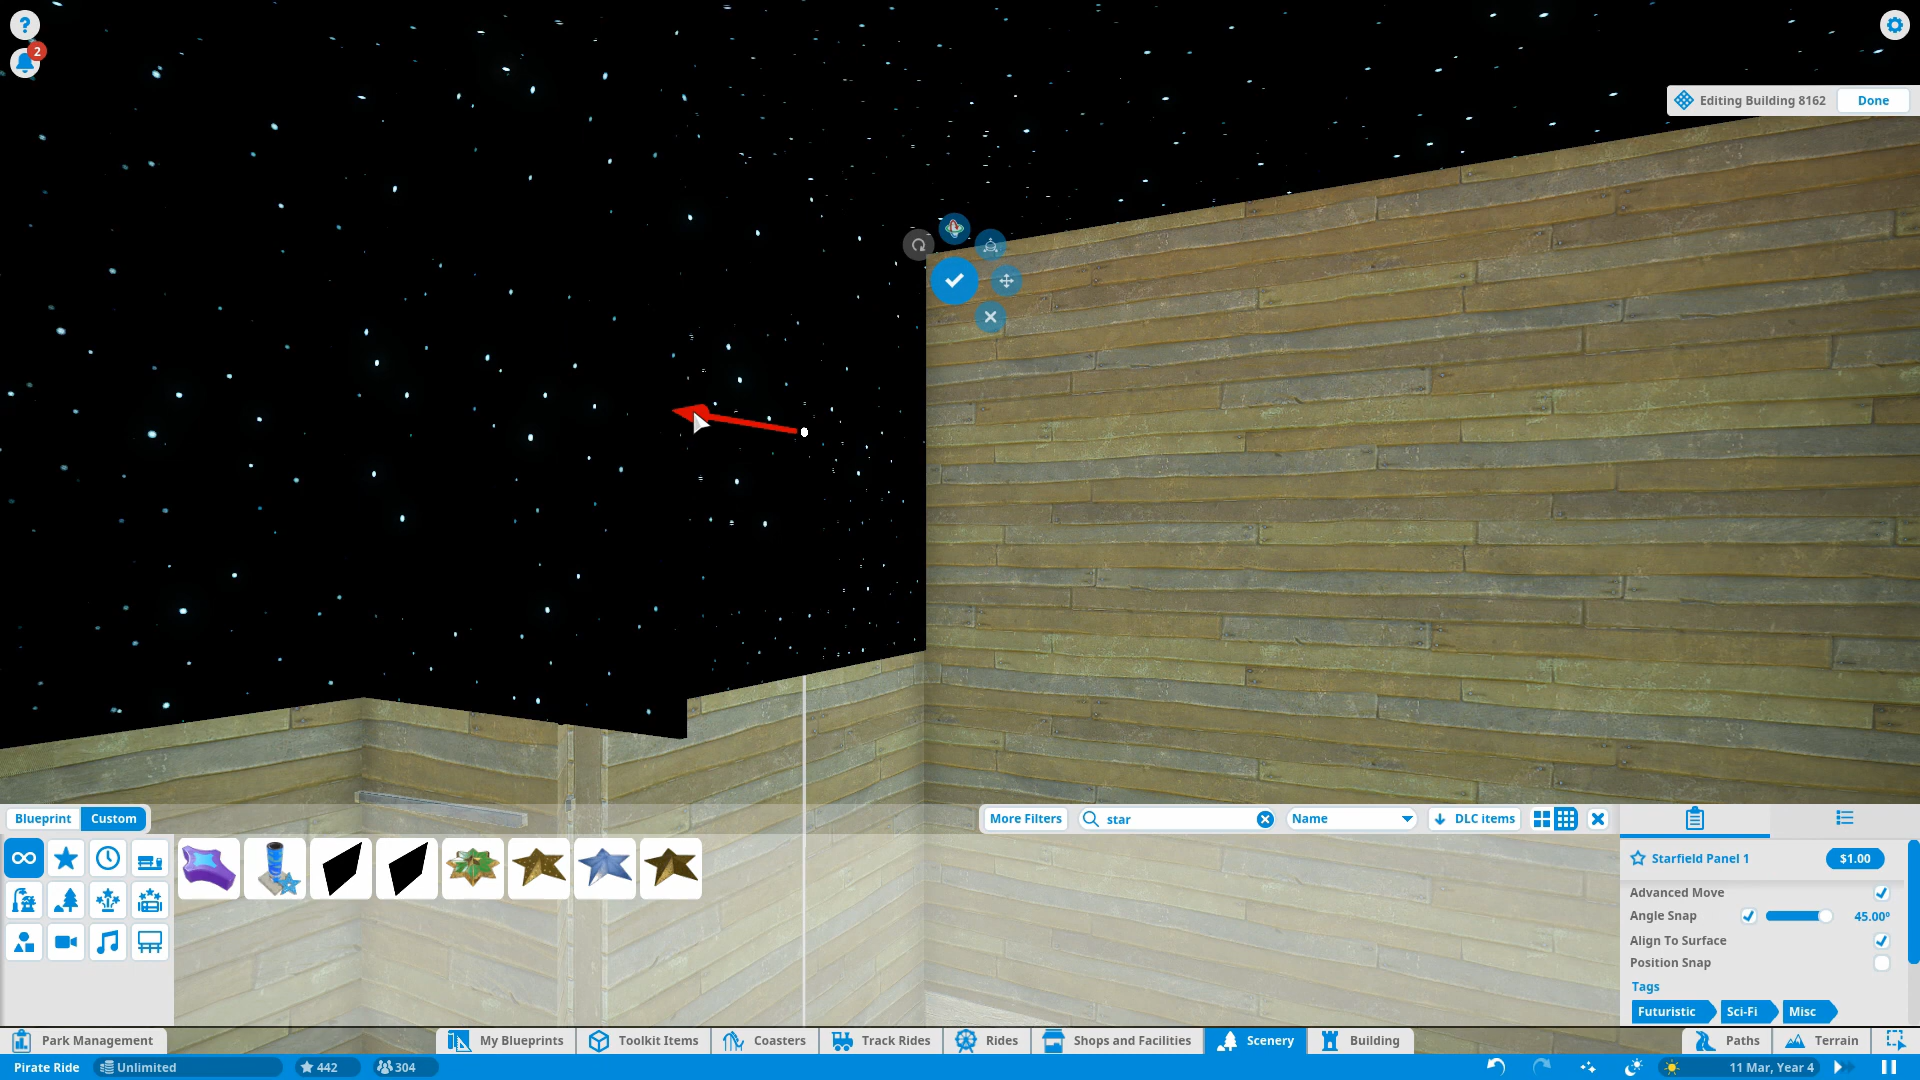 ?
2
Editing Building 8162 Done
Blueprint Custom
More Filters star Name DLC items
Starfield Panel 1 $1.00
Advanced Move
Angle Snap 45.00°
Align To Surface
Position Snap
Tags
Futuristic Sci-Fi Misc
Park Management My Blueprints Toolkit Items Coasters Track Rides Rides Shops and Facilities Scenery Building Paths Terrain
Pirate Ride Unlimited 442 304 11 Mar, Year 4